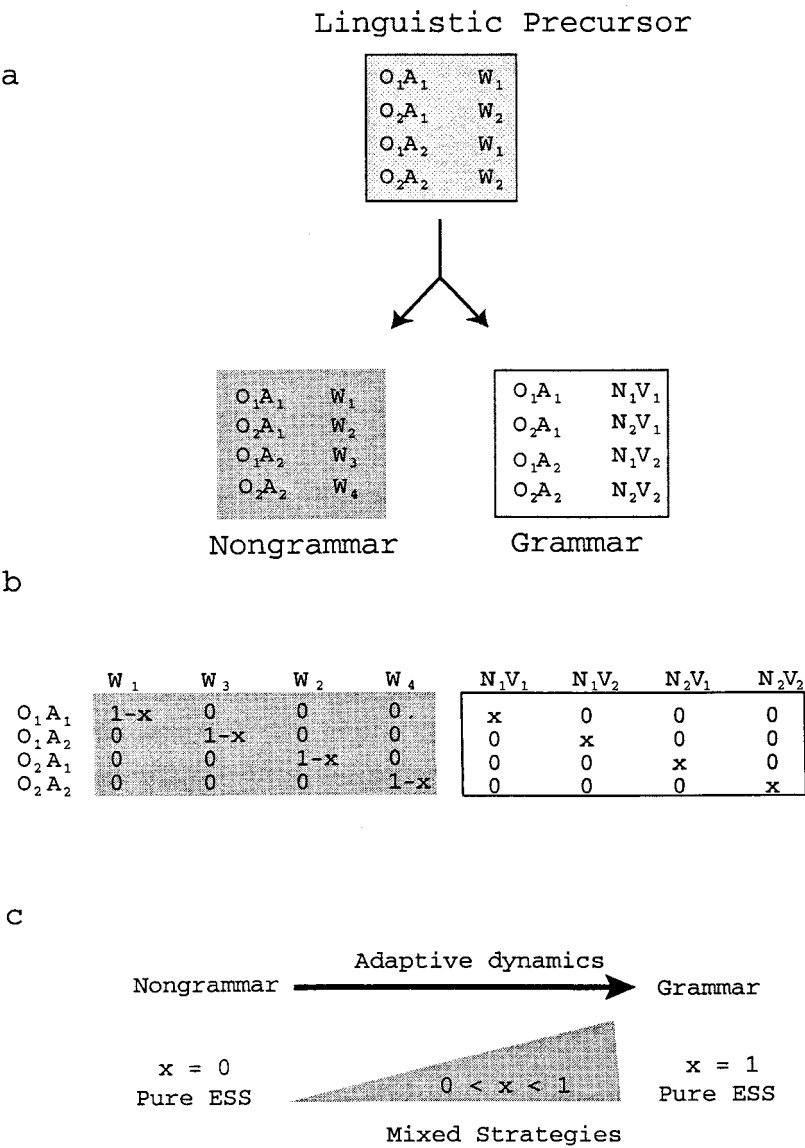 Linguistic Precursor
a
O₁A₁ W₁
O₂A₁ W₂
O₁A₂ W₁
O₂A₂ W₂
O₁A₁ W₁
O₂A₁ W₂
O₁A₂ W₃
O₂A₂ W₄
Nongrammar
O₁A₁ N₁V₁
O₂A₁ N₂V₁
O₁A₂ N₁V₂
O₂A₂ N₂V₂
Grammar
b
W₁ W₃ W₂ W₄ N₁V₁ N₁V₂ N₂V₁ N₂V₂
O₁A₁ 1-x 0 0 0 x 0 0 0
O₁A₂ 0 1-x 0 0 0 x 0 0
O₂A₁ 0 0 1-x 0 0 0 x 0
O₂A₂ 0 0 0 1-x 0 0 0 x
c
Adaptive dynamics
Nongrammar Grammar
x = 0 0 < x < 1 x = 1
Pure ESS Pure ESS
Mixed Strategies